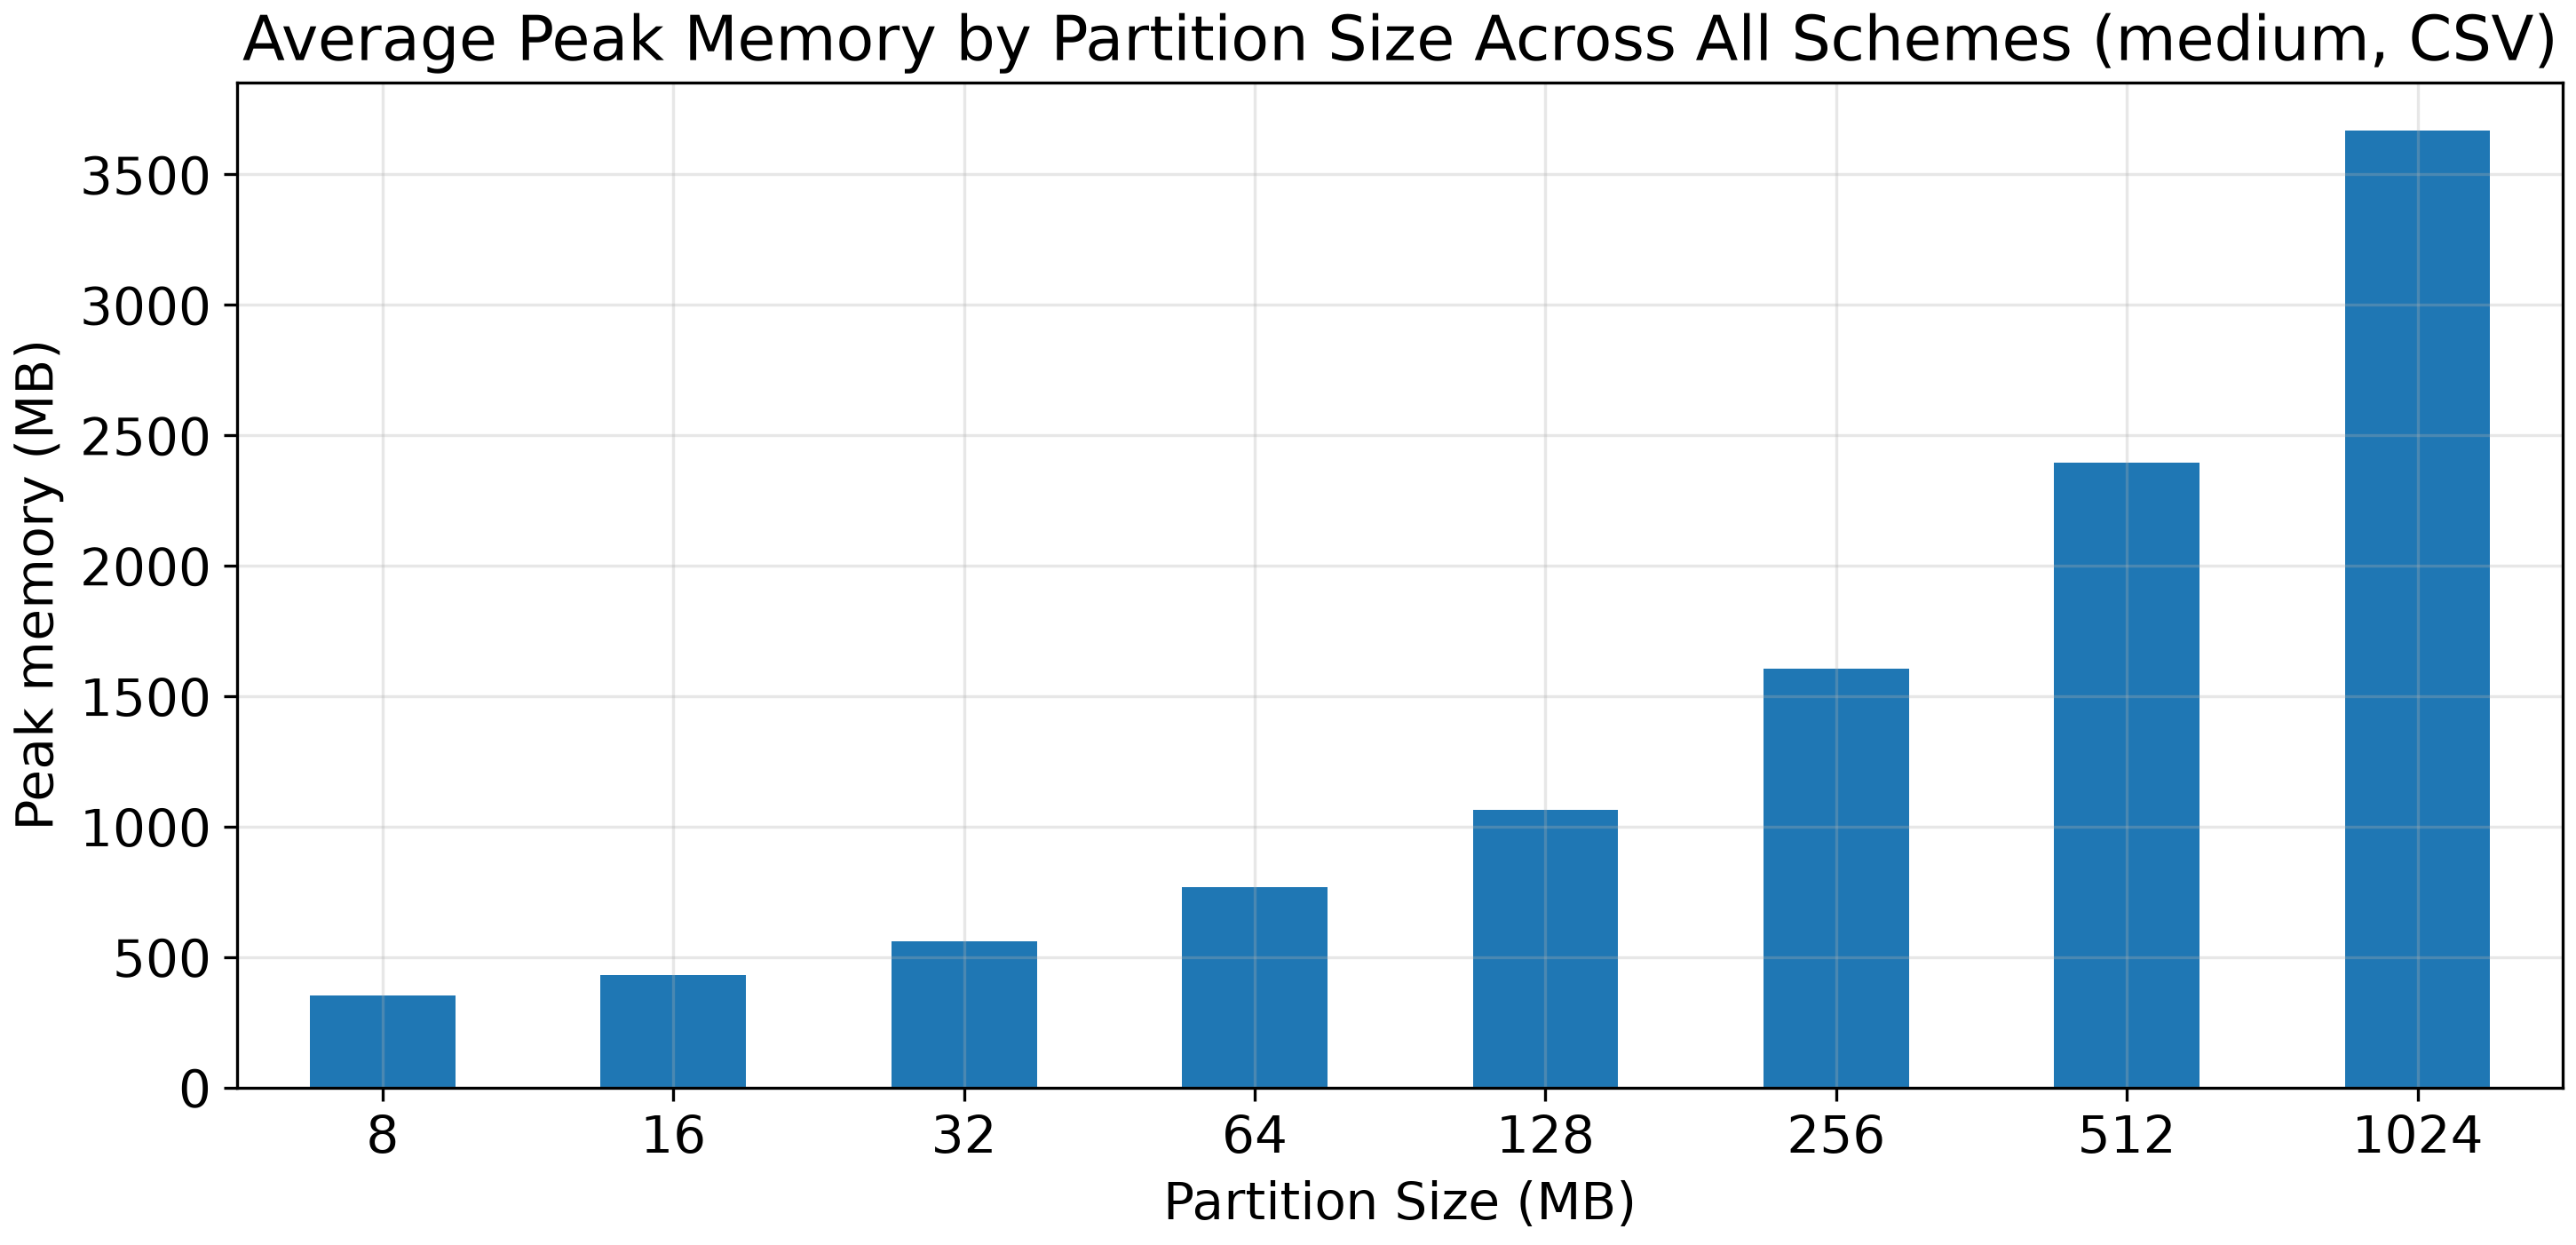 Average Peak Memory by Partition Size Across All Schemes (medium, CSV)
Peak memory (MB)
3500
3000
2500
2000
1500
1000
500
0
8 16 32 64 128 256 512 1024
Partition Size (MB)